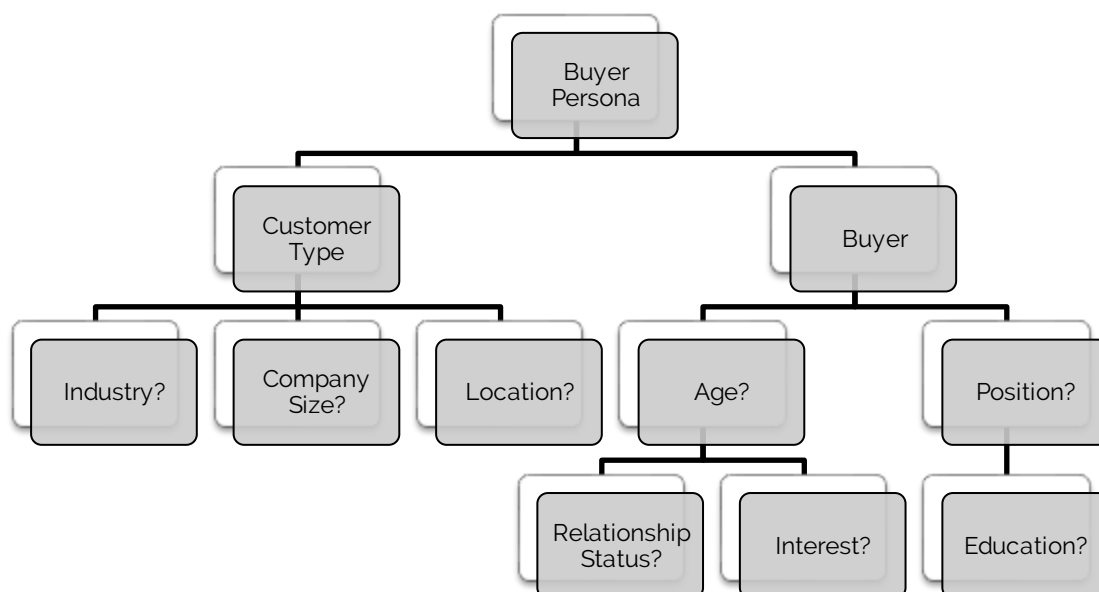 Buyer
Persona
Customer
Type
Buyer
Industry?
Company
Size?
Location?
Age?
Position?
Relationship
Status?
Interest?
Education?